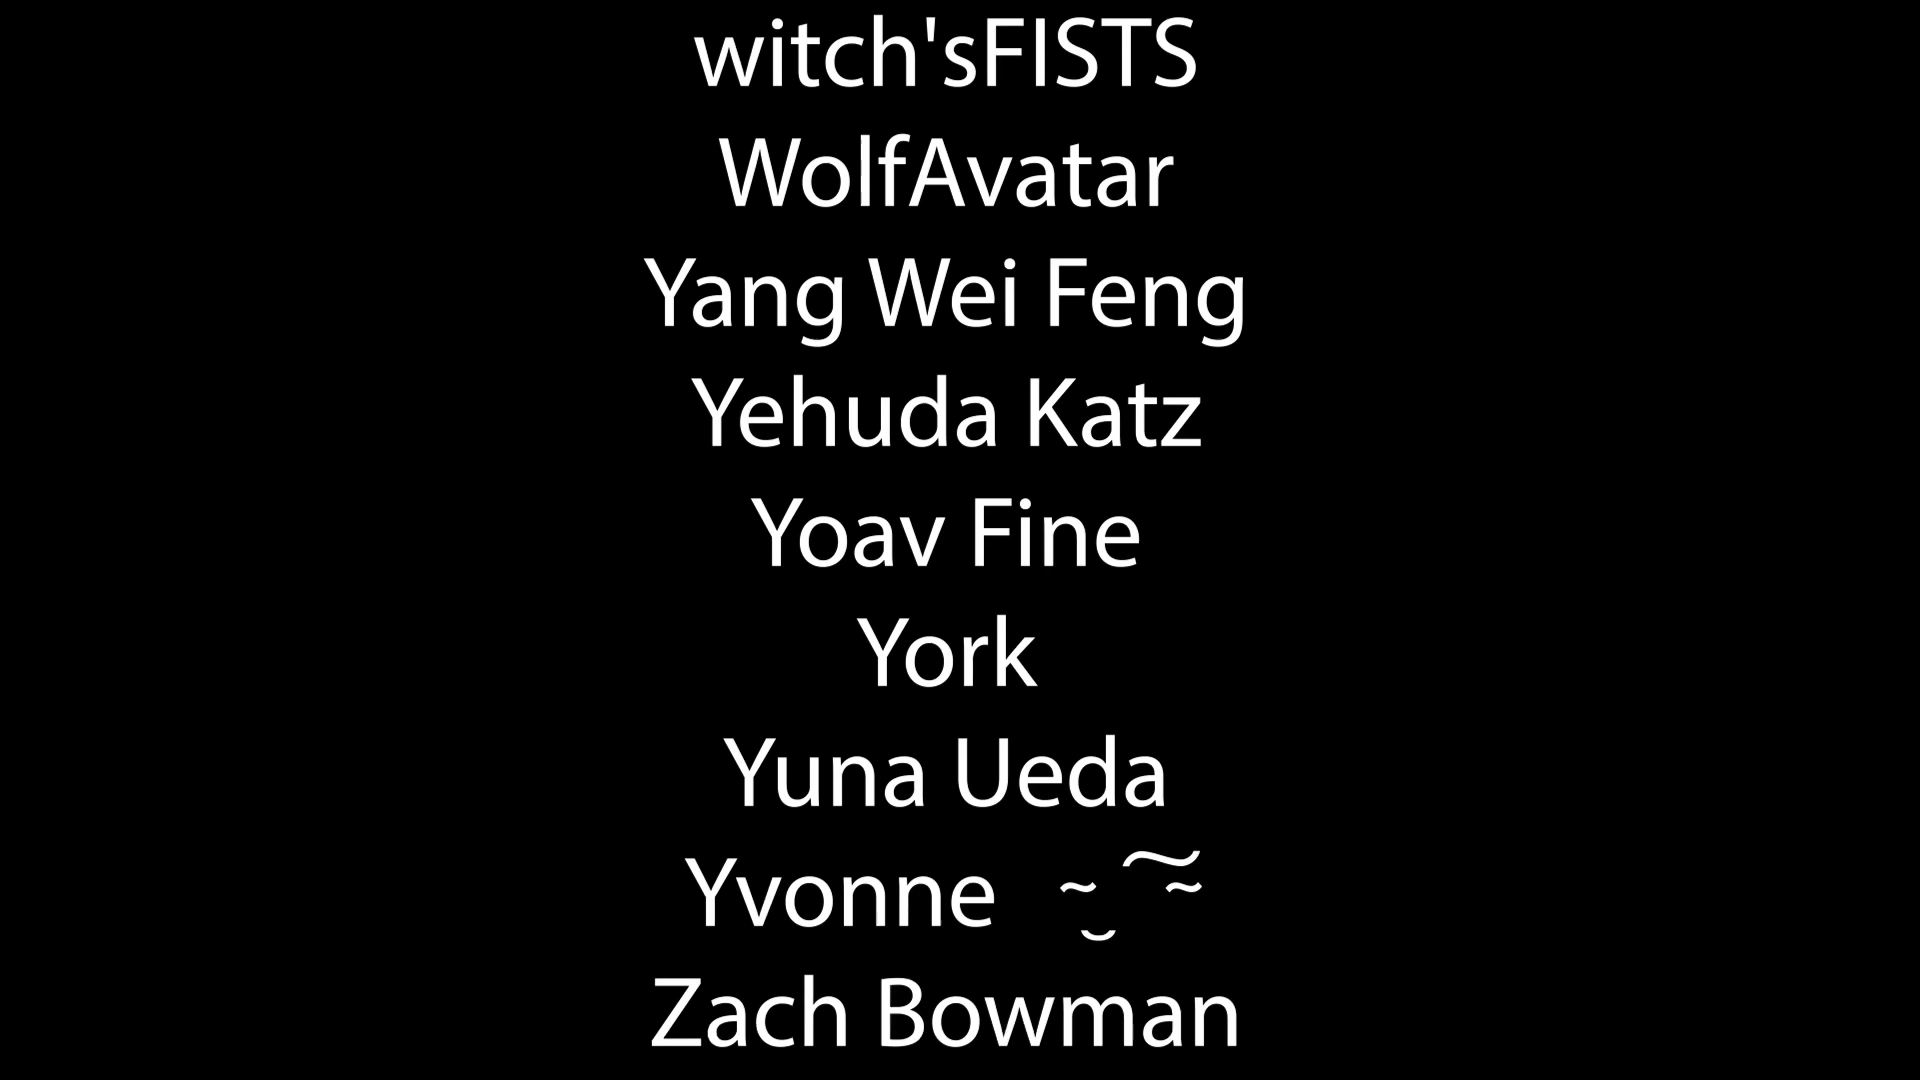 witch'sFISTS
WolfAvatar
Yang Wei Feng
Yehuda Katz
Yoav Fine
York
Yuna Ueda
Yvonne
Zach Bowman